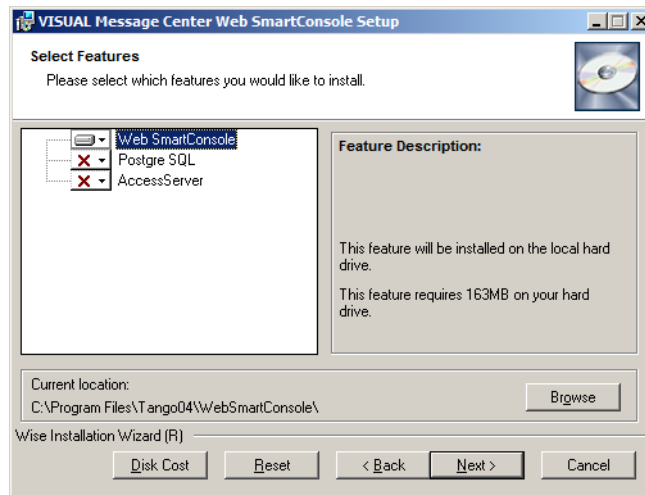 VISUAL Message Center Web SmartConsole Setup
Select Features
Please select which features you would like to install.
Web SmartConsole
Postgre SQL
AccessServer
Feature Description:
This feature will be installed on the local hard
drive.
This feature requires 163MB on your hard
drive.
Current location:
C:\Program Files\Tango04\WebSmartConsole\
Browse
Wise Installation Wizard (R)
Disk Cost
Reset
< Back
Next >
Cancel